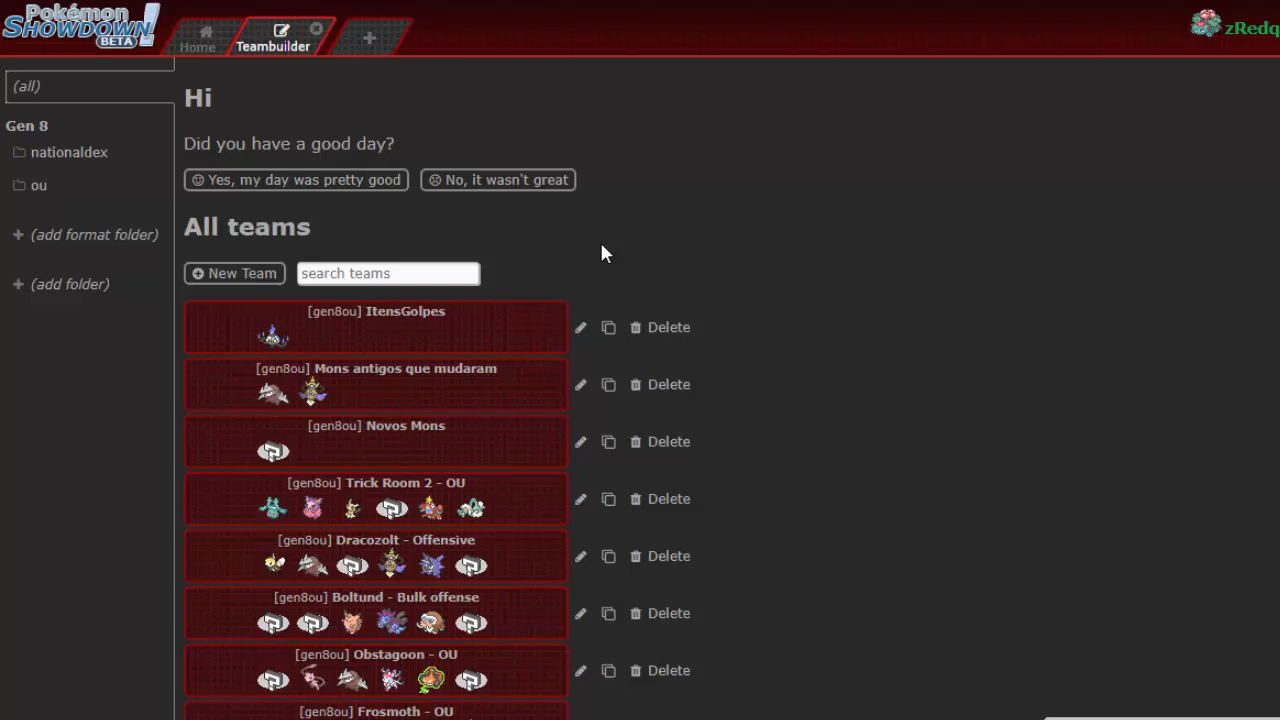 Pokémon
SHOWDOWN!
BETA
Home
Teambuilder
zRedq
(all)
Gen 8
nationaldex
ou
(add format folder)
(add folder)
Hi
Did you have a good day?
Yes, my day was pretty good
No, it wasn't great
All teams
New Team
search teams
[gen8ou] ItensGolpes
Delete
[gen8ou] Mons antigos que mudaram
Delete
[gen8ou] Novos Mons
Delete
[gen8ou] Trick Room 2 - OU
Delete
[gen8ou] Dracozolt - Offensive
Delete
[gen8ou] Boltund - Bulk offense
Delete
[gen8ou] Obstagoon - OU
Delete
[gen8ou] Frosmoth - OU